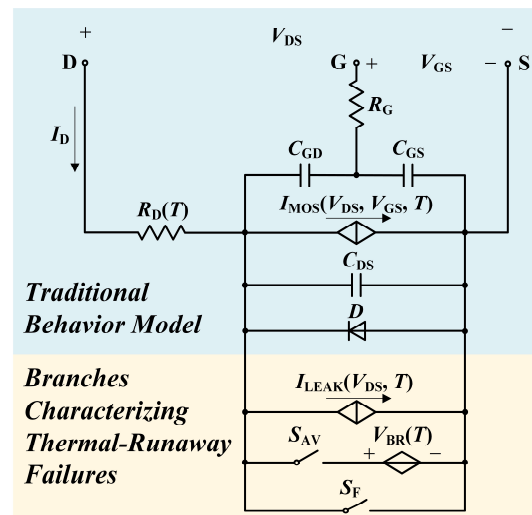 + V_DS −
D G + V_GS − S
R_G
I_D
C_GD C_GS
R_D(T) I_MOS(V_DS, V_GS, T)
C_DS
Traditional
Behavior Model
D
Branches
Characterizing
Thermal-Runaway
Failures
I_LEAK(V_DS, T)
S_AV + V_BR(T) −
S_F